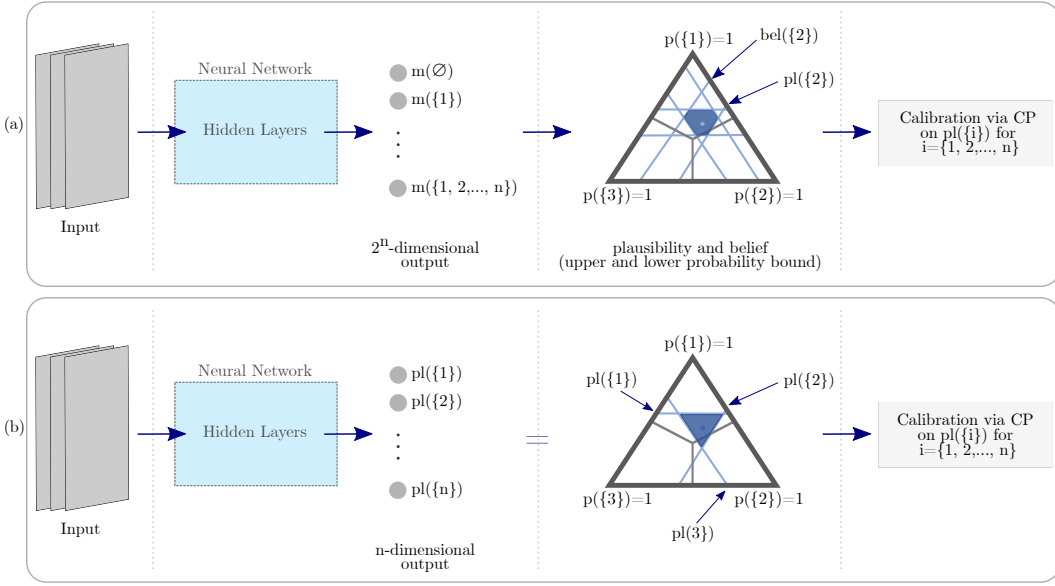 (a)
Input
Neural Network
Hidden Layers
m(∅)
m({1})
m({1, 2,..., n})
2ⁿ-dimensional
output
p({1})=1
bel({2})
pl({2})
p({3})=1
p({2})=1
plausibility and belief
(upper and lower probability bound)
Calibration via CP
on pl({i}) for
i={1, 2,..., n}
(b)
Input
Neural Network
Hidden Layers
pl({1})
pl({2})
pl({n})
n-dimensional
output
=
p({1})=1
pl({1})
pl({2})
p({3})=1
p({2})=1
pl(3})
Calibration via CP
on pl({i}) for
i={1, 2,..., n}